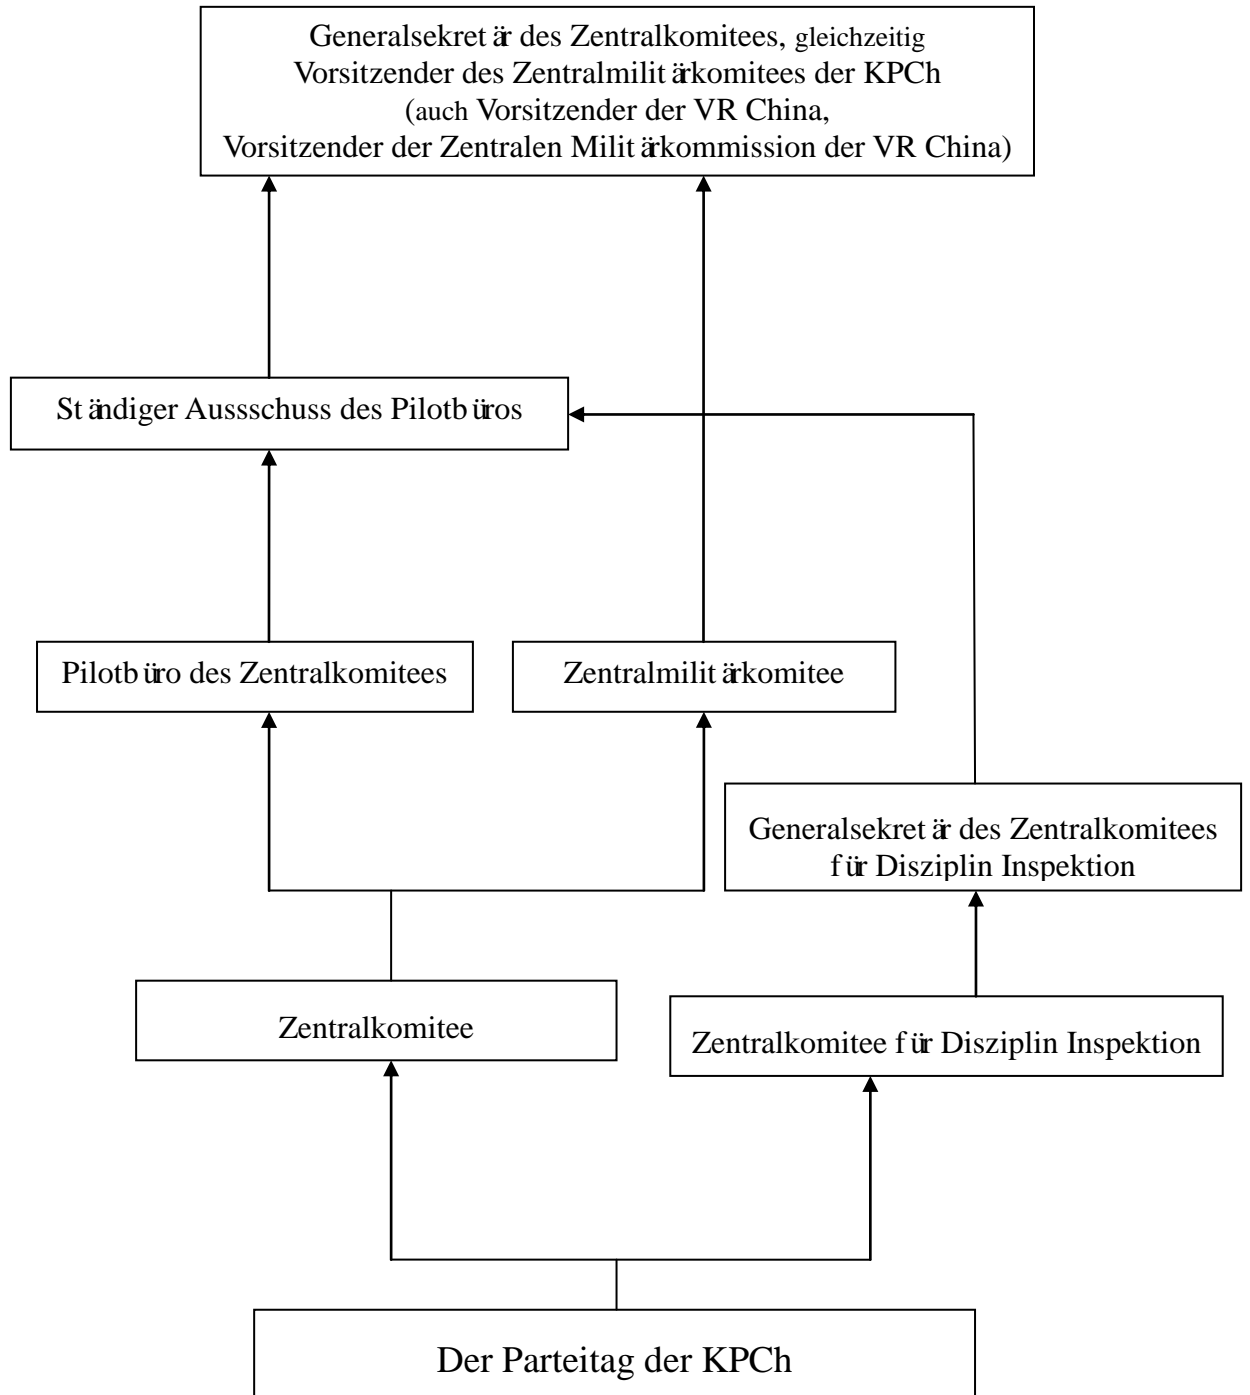 Generalsekretär des Zentralkomitees, gleichzeitig
Vorsitzender des Zentralmilitärkomitees der KPCh
(auch Vorsitzender der VR China,
Vorsitzender der Zentralen Militärkommission der VR China)
Ständiger Aussschuss des Pilotbüros
Pilotbüro des Zentralkomitees
Zentralmilitärkomitee
Generalsekretär des Zentralkomitees
für Disziplin Inspektion
Zentralkomitee
Zentralkomitee für Disziplin Inspektion
Der Parteitag der KPCh